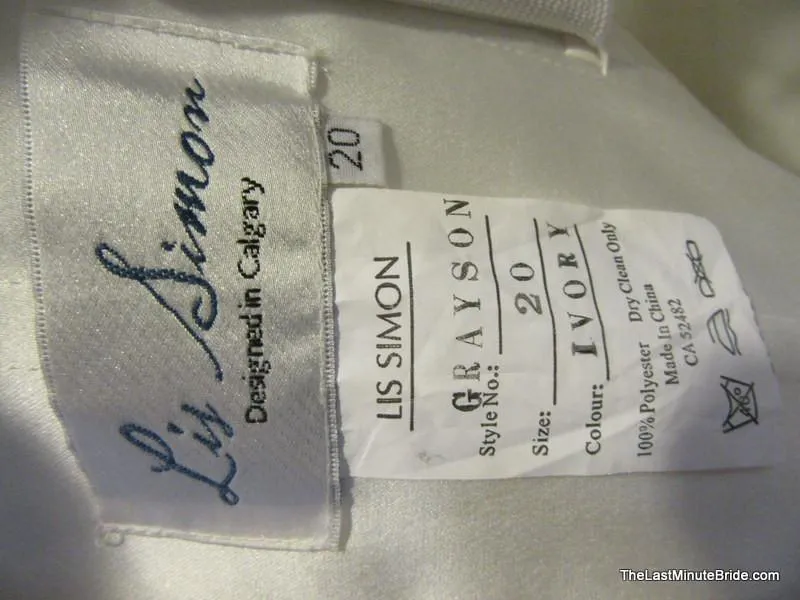 Lis Simon
Designed in Calgary
20
LIS SIMON
Style No.: GRAYSON
Size: 20
Colour: IVORY
100% Polyester Dry Clean Only
Made In China
CA 52482
TheLastMinuteBride.com